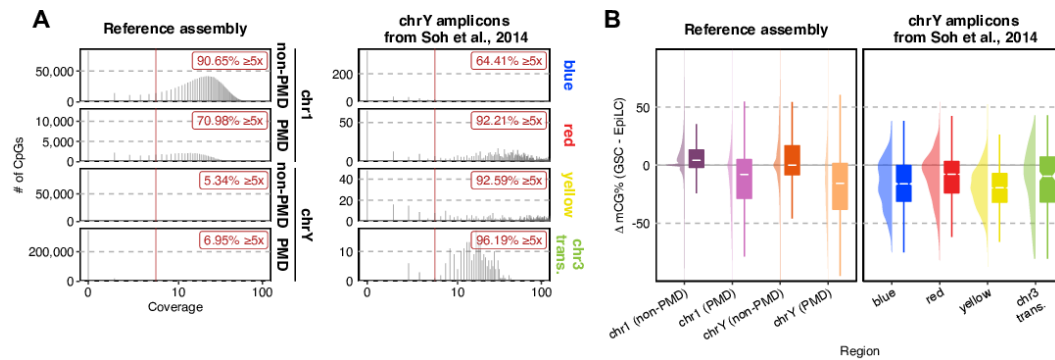 A
Reference assembly
chrY amplicons
from Soh et al., 2014
# of CpGs
50,000
0
90.65% ≥5x
non-PMD
10,000
5,000
0
70.98% ≥5x
PMD
chr1
50,000
0
5.34% ≥5x
non-PMD
200,000
0
6.95% ≥5x
PMD
chrY
0
10
100
Coverage
200
0
64.41% ≥5x
blue
50
0
92.21% ≥5x
red
40
20
0
92.59% ≥5x
yellow
10
0
96.19% ≥5x
chr3
trans.
0
10
100
B
Reference assembly
chrY amplicons
from Soh et al., 2014
Δ mCG% (GSC - EpiLC)
50
0
-50
chr1 (non-PMD)
chr1 (PMD)
chrY (non-PMD)
chrY (PMD)
blue
red
yellow
chr3
trans.
Region